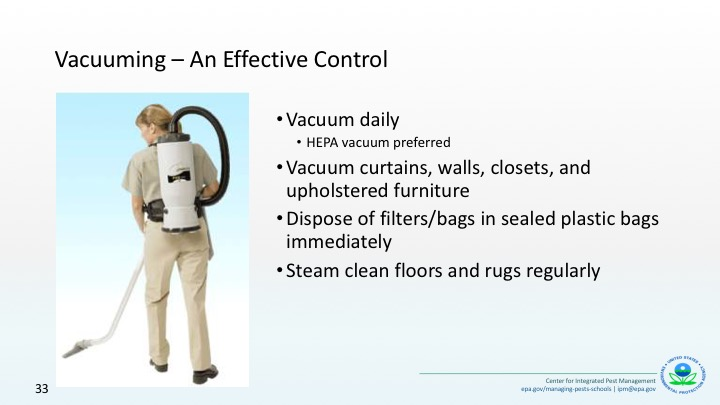 Vacuuming – An Effective Control
• Vacuum daily
• HEPA vacuum preferred
• Vacuum curtains, walls, closets, and
upholstered furniture
• Dispose of filters/bags in sealed plastic bags
immediately
• Steam clean floors and rugs regularly
33
Center for Integrated Pest Management
epa.gov/managing-pests-schools | ipm@epa.gov